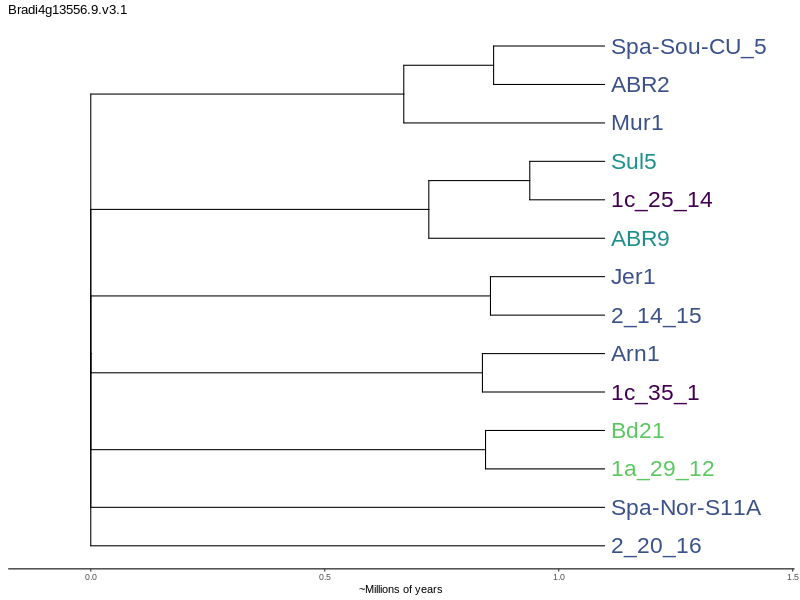 Bradi4g13556.9.v3.1
Spa-Sou-CU_5
ABR2
Mur1
Sul5
1c_25_14
ABR9
Jer1
2_14_15
Arn1
1c_35_1
Bd21
1a_29_12
Spa-Nor-S11A
2_20_16
0.0 0.5 1.0 1.5
~Millions of years